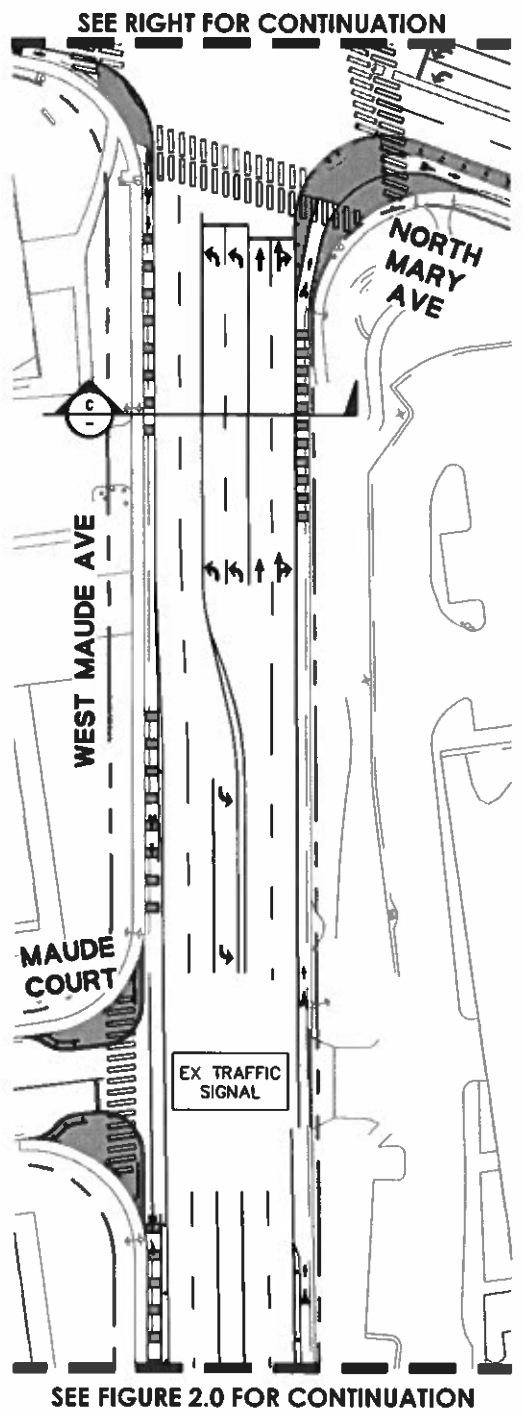 SEE RIGHT FOR CONTINUATION
NORTH
MARY
AVE
C
-
WEST MAUDE AVE
MAUDE
COURT
EX TRAFFIC
SIGNAL
SEE FIGURE 2.0 FOR CONTINUATION